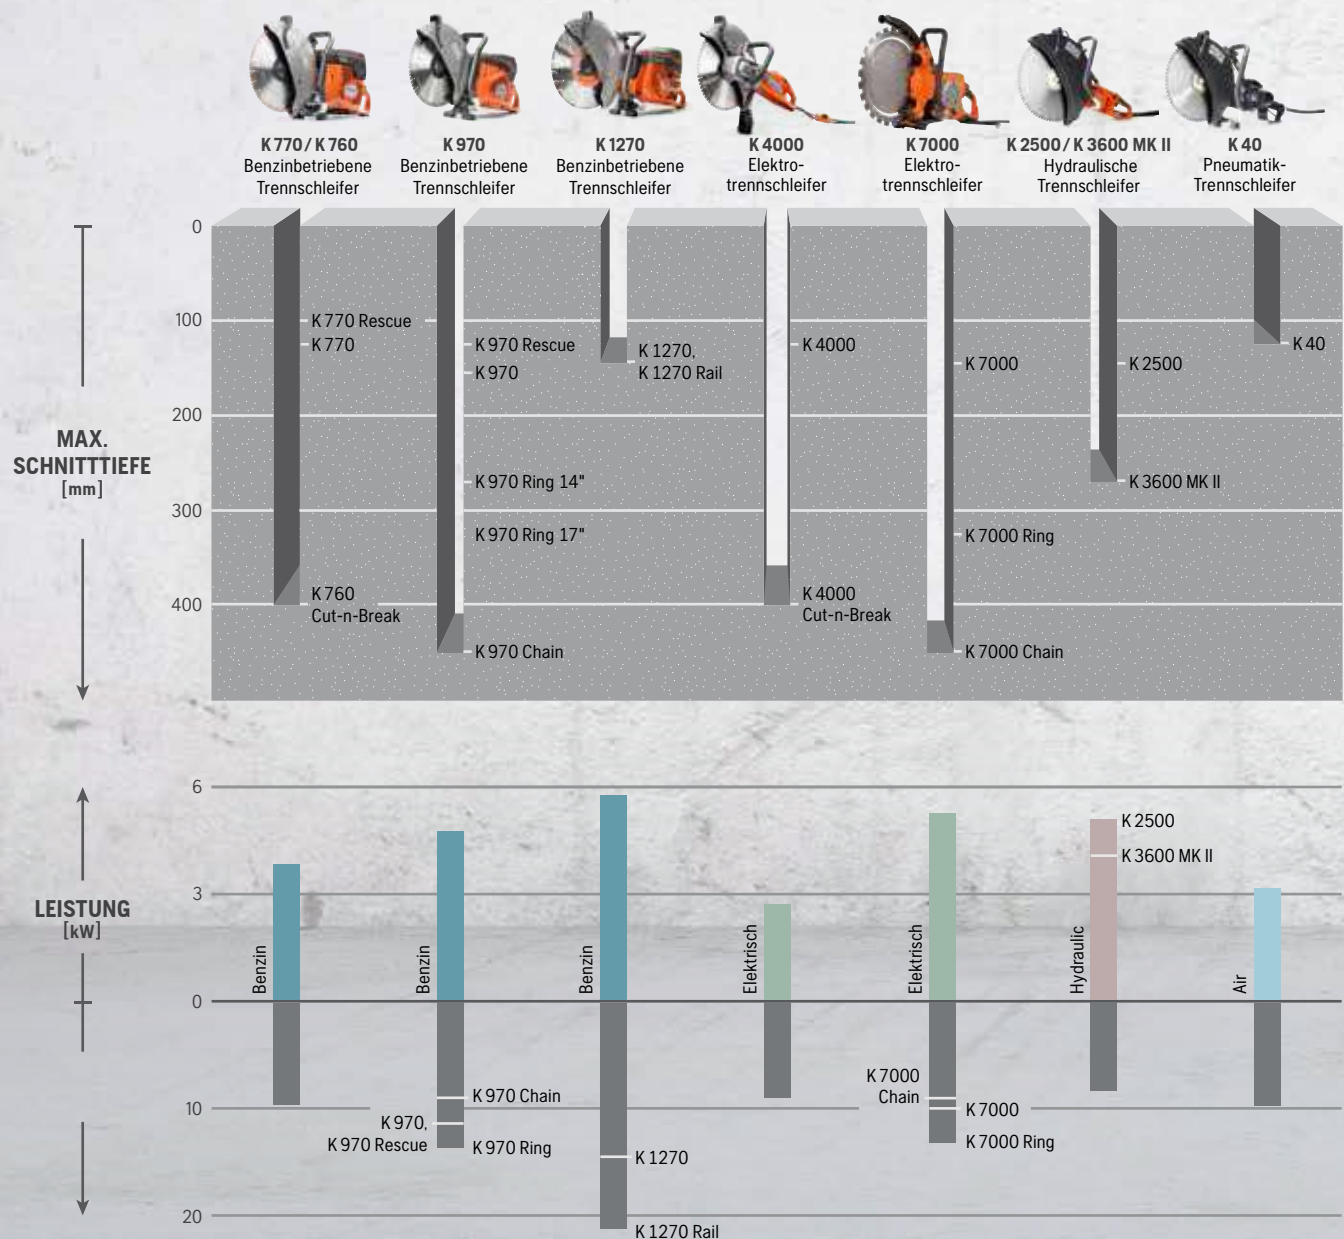 K 770 / K 760
Benzinbetriebene
Trennschleifer
K 970
Benzinbetriebene
Trennschleifer
K 1270
Benzinbetriebene
Trennschleifer
K 4000
Elektro-
trennschleifer
K 7000
Elektro-
trennschleifer
K 2500 / K 3600 MK II
Hydraulische
Trennschleifer
K 40
Pneumatik-
Trennschleifer
MAX.
SCHNITTTIEFE
[mm]
0
100
200
300
400
K 770 Rescue
K 770
K 760
Cut-n-Break
K 970 Rescue
K 970
K 970 Ring 14"
K 970 Ring 17"
K 970 Chain
K 1270,
K 1270 Rail
K 4000
K 4000
Cut-n-Break
K 7000
K 7000 Ring
K 7000 Chain
K 2500
K 3600 MK II
K 40
LEISTUNG
[kW]
6
3
0
10
20
Benzin
Benzin
Benzin
Elektrisch
Elektrisch
Hydraulic
Air
K 2500
K 3600 MK II
K 970 Chain
K 970,
K 970 Rescue
K 970 Ring
K 1270
K 1270 Rail
K 7000
Chain
K 7000
K 7000 Ring